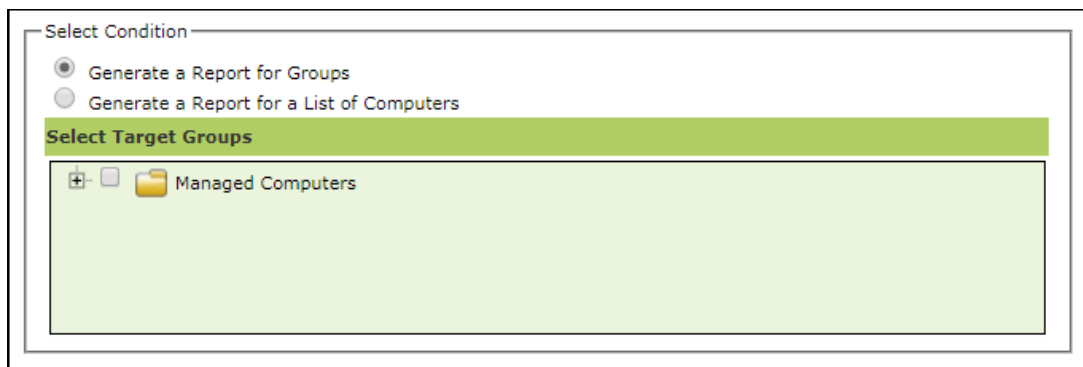 Select Condition
Generate a Report for Groups
Generate a Report for a List of Computers
Select Target Groups
Managed Computers